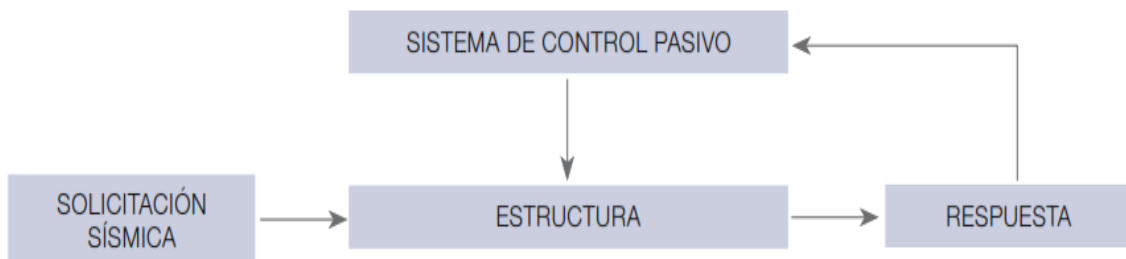 SISTEMA DE CONTROL PASIVO
SOLICITACIÓN
SÍSMICA
ESTRUCTURA
RESPUESTA